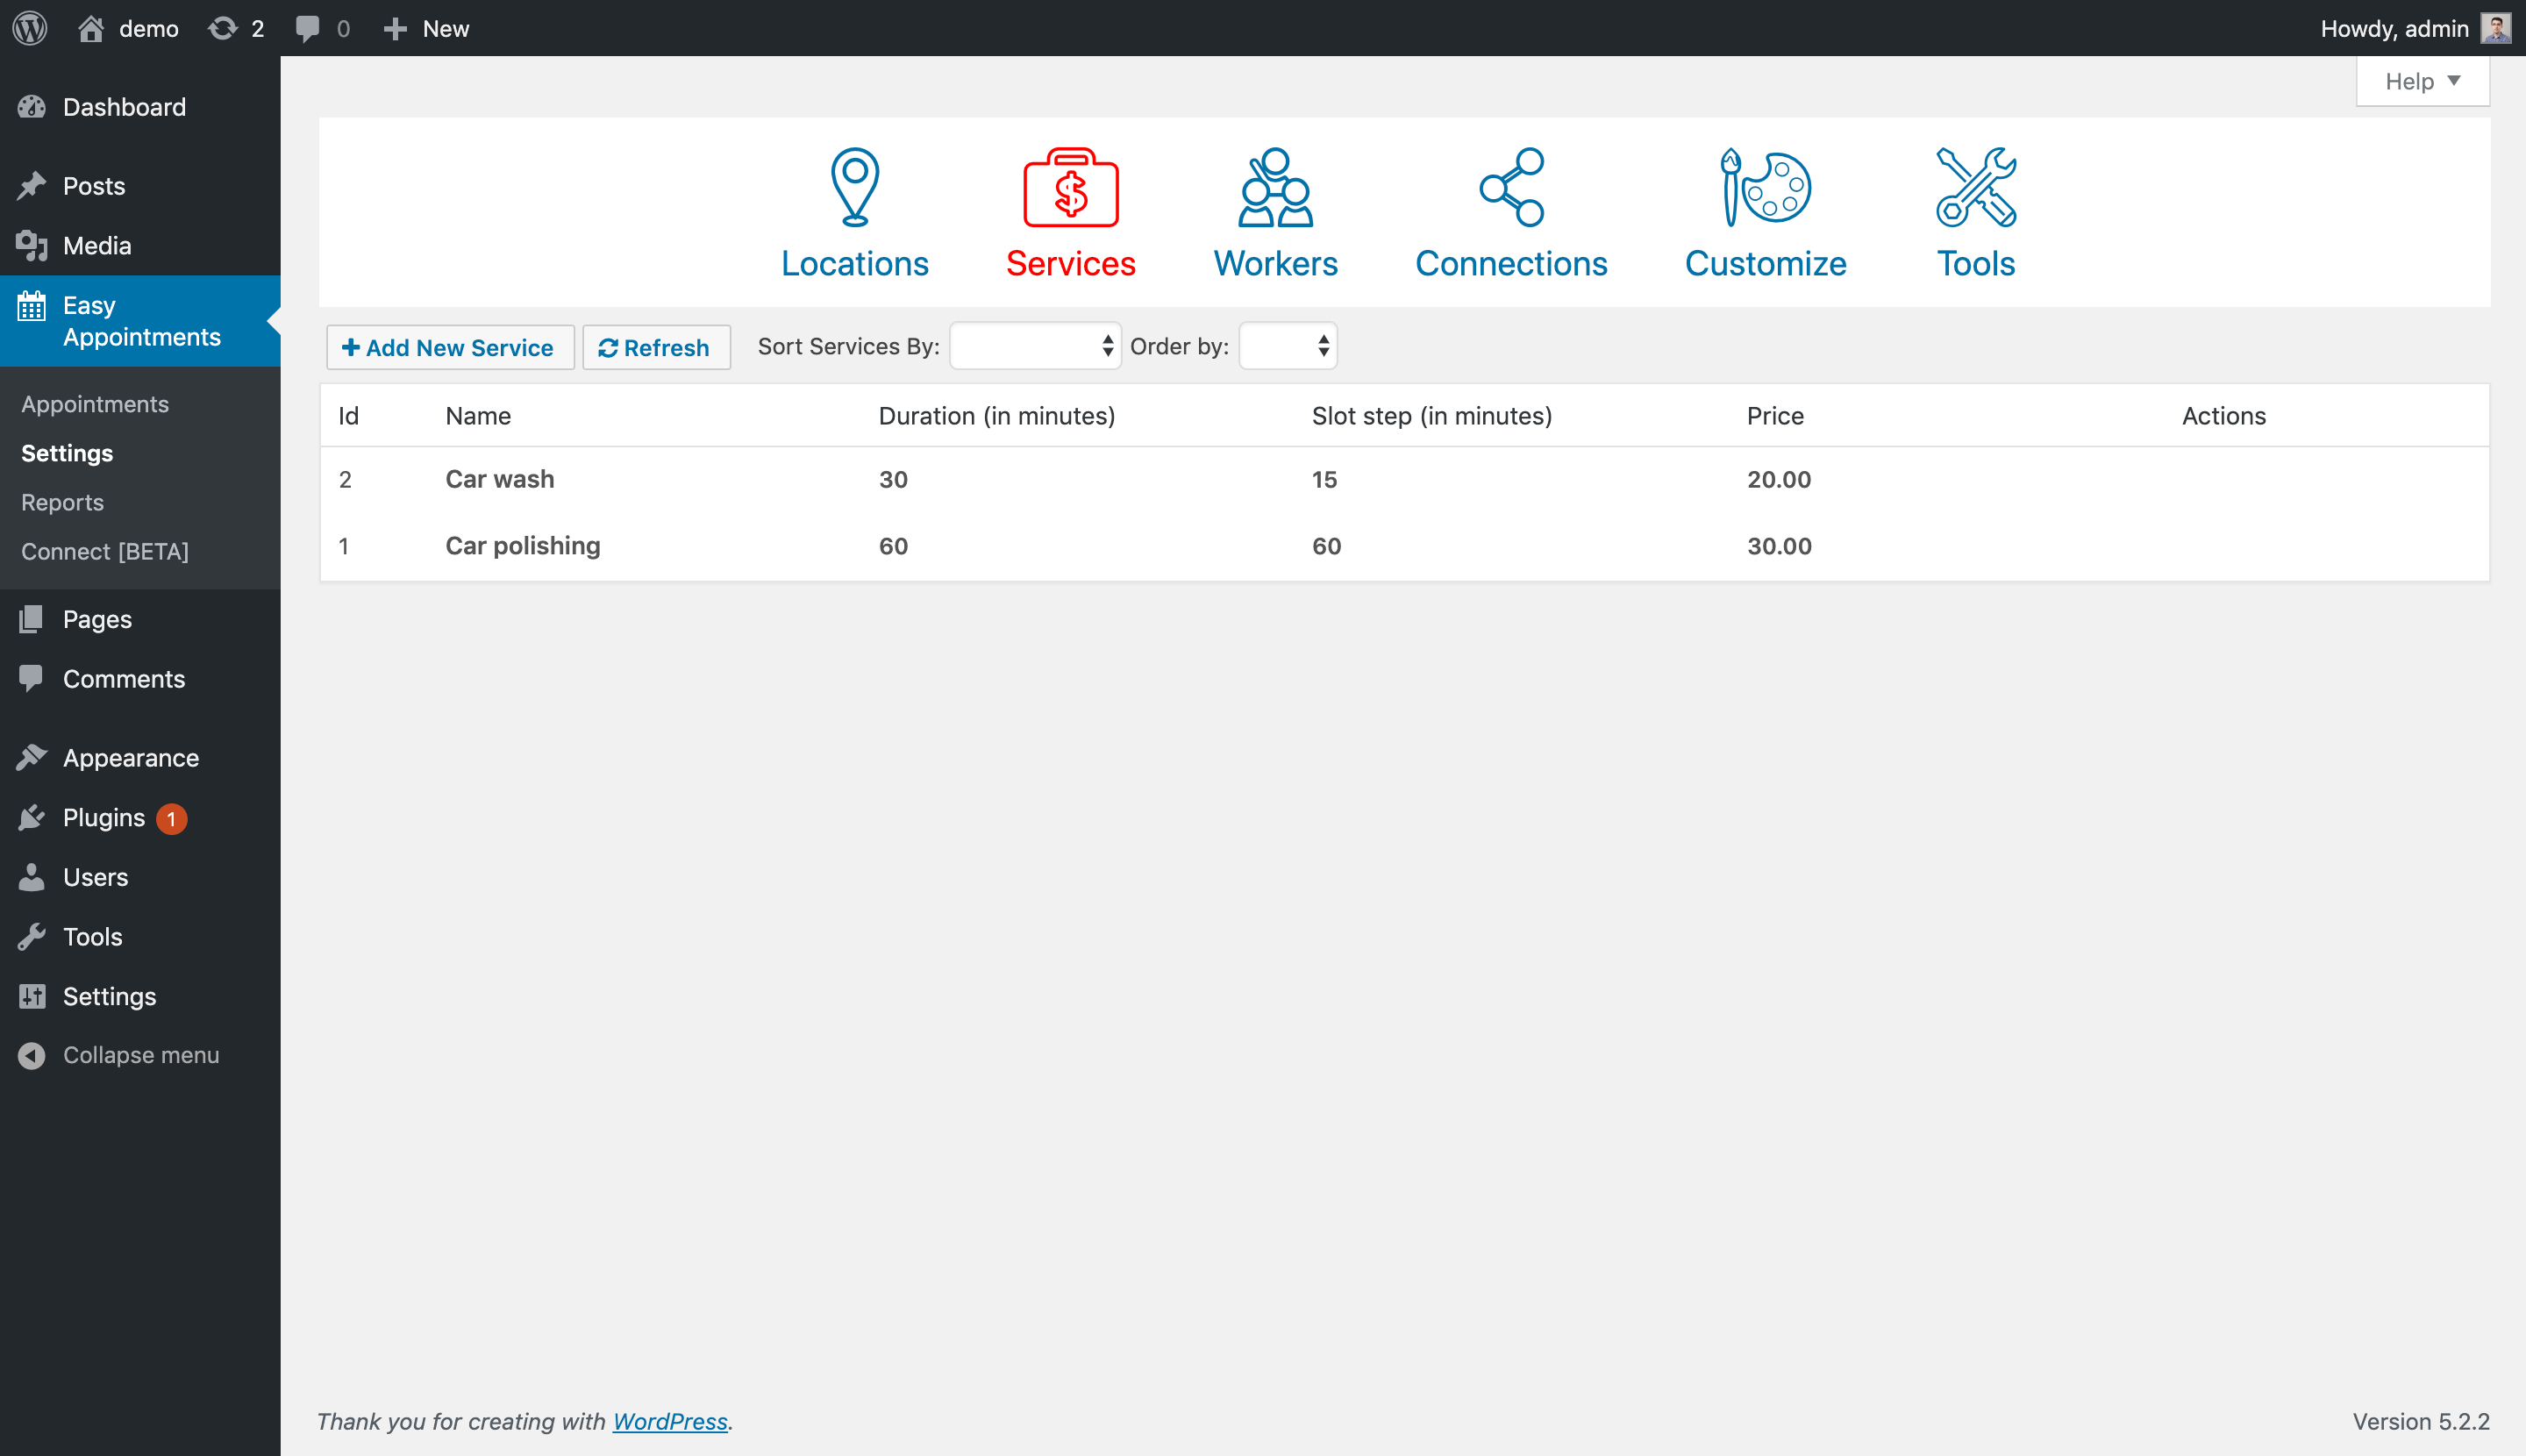 demo 2 0 New Howdy, admin
Help
Dashboard
Posts
Media
Easy
Appointments
Appointments
Settings
Reports
Connect [BETA]
Pages
Comments
Appearance
Plugins 1
Users
Tools
Settings
Collapse menu
Locations Services Workers Connections Customize Tools
Add New Service Refresh Sort Services By: Order by:
Id Name Duration (in minutes) Slot step (in minutes) Price Actions
2 Car wash 30 15 20.00
1 Car polishing 60 60 30.00
Thank you for creating with WordPress. Version 5.2.2